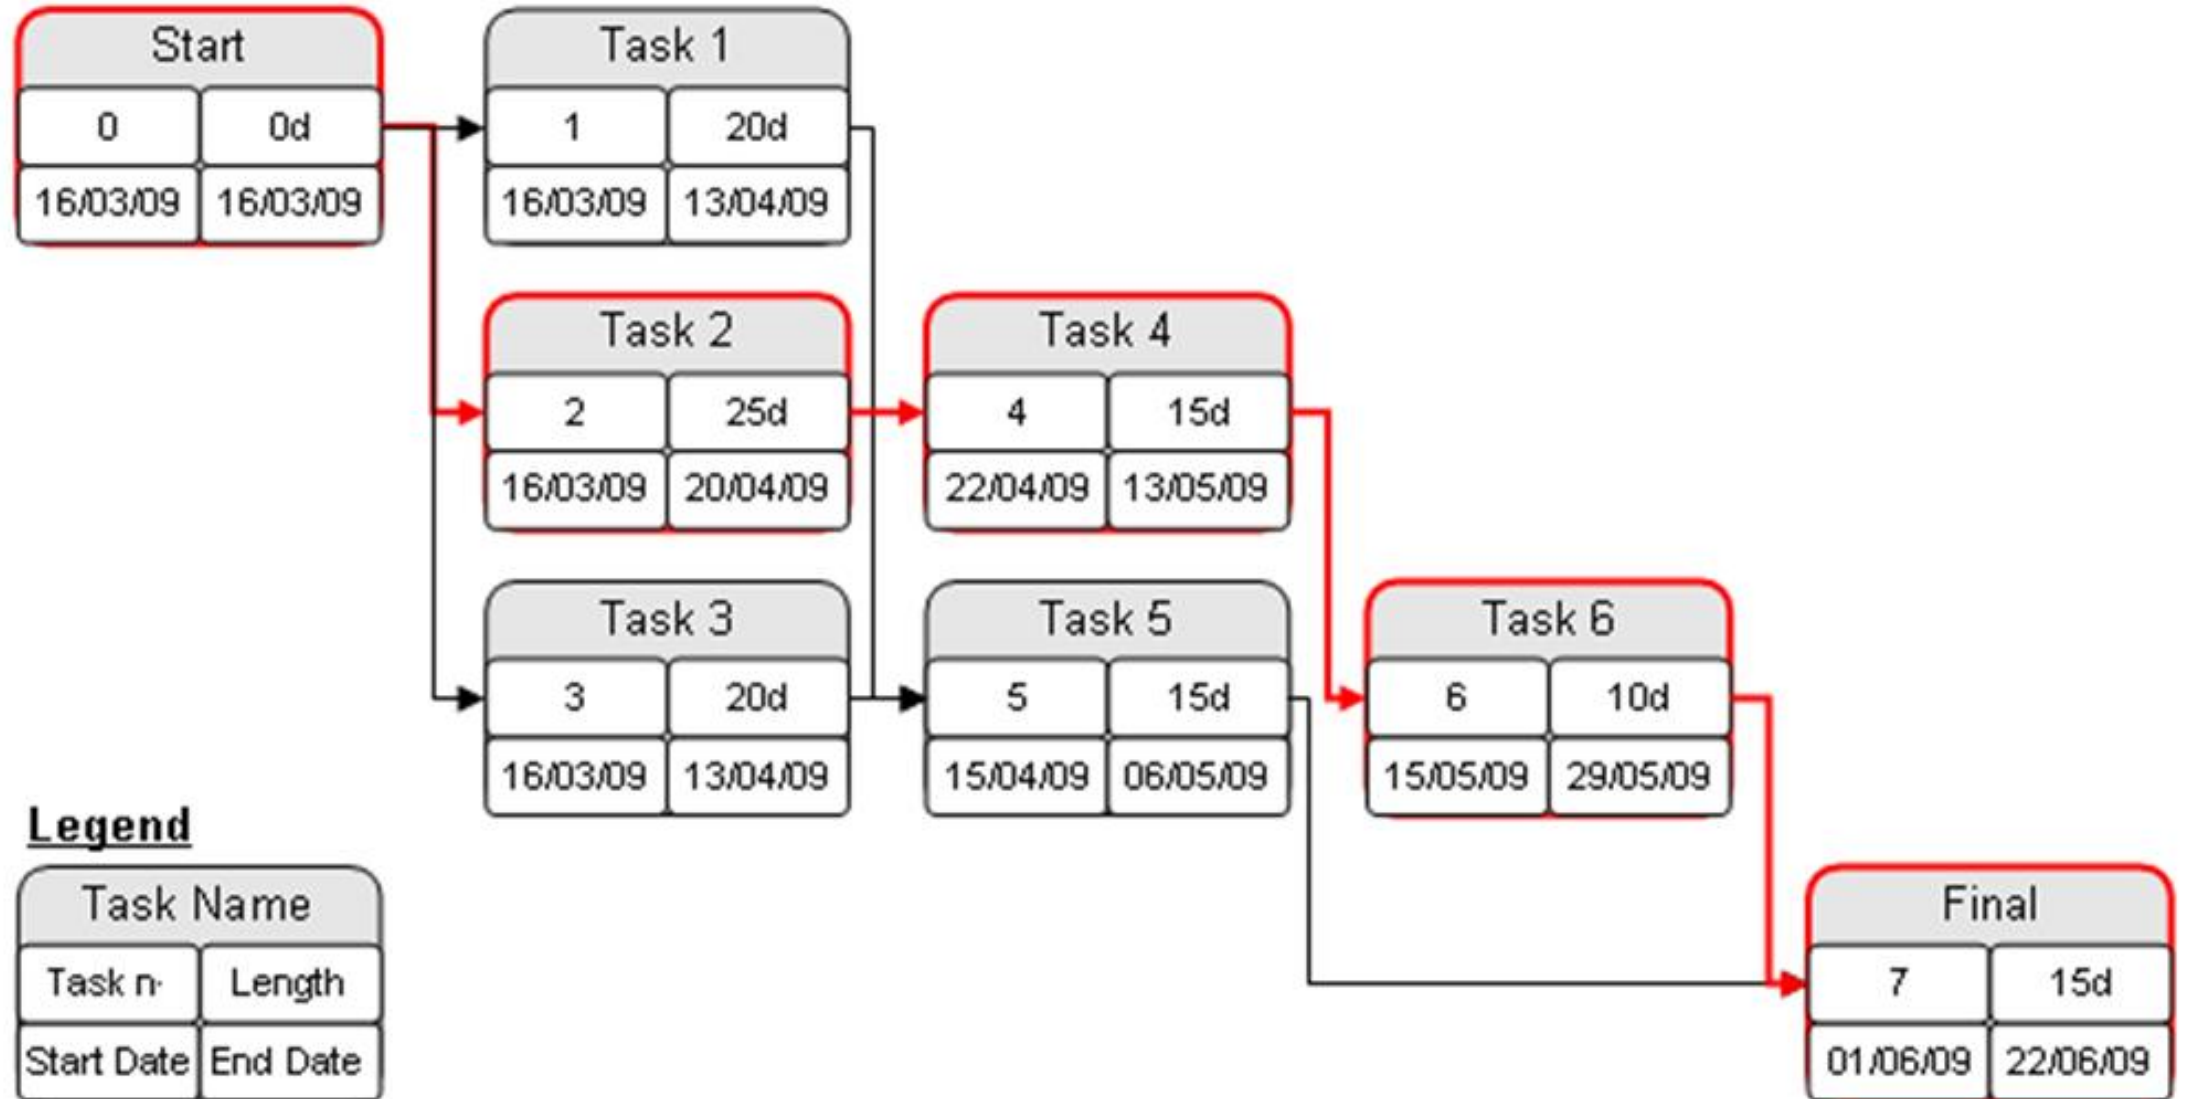 Start
0 0d
16/03/09 16/03/09
Task 1
1 20d
16/03/09 13/04/09
Task 2
2 25d
16/03/09 20/04/09
Task 4
4 15d
22/04/09 13/05/09
Task 3
3 20d
16/03/09 13/04/09
Task 5
5 15d
15/04/09 06/05/09
Task 6
6 10d
15/05/09 29/05/09
Legend
Task Name
Task n· Length
Start Date End Date
Final
7 15d
01/06/09 22/06/09